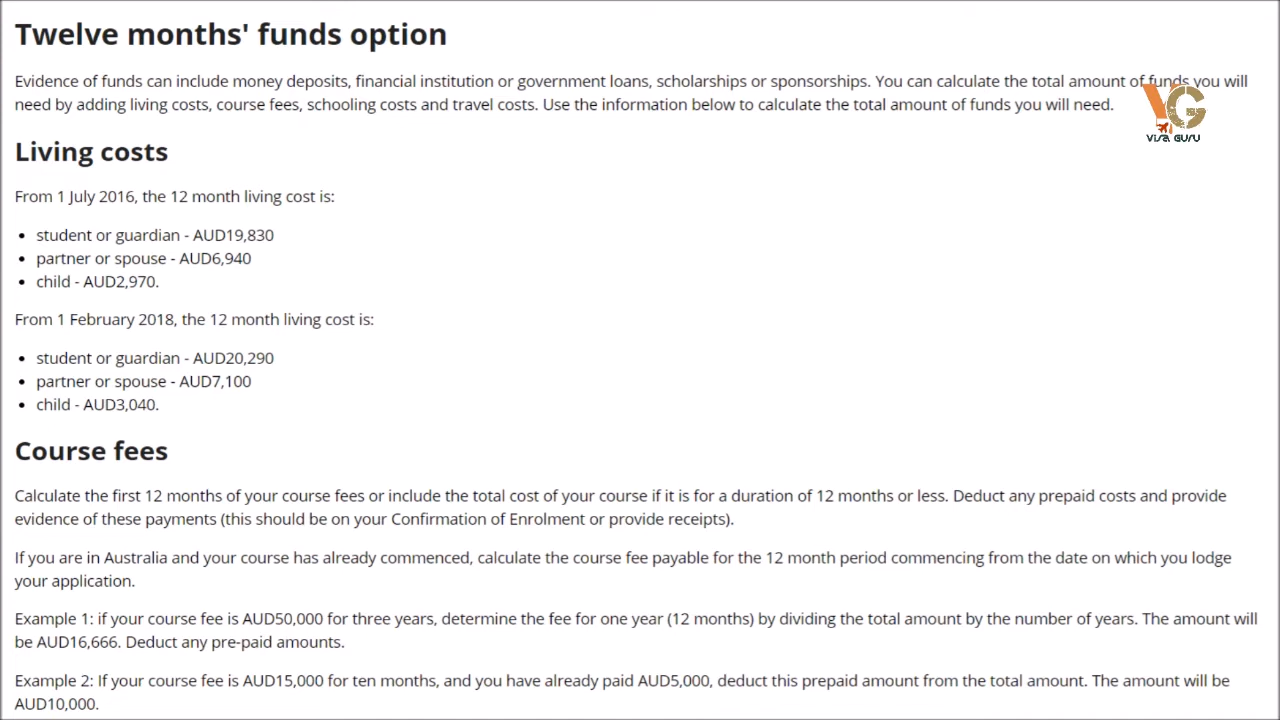 Twelve months' funds option
Evidence of funds can include money deposits, financial institution or government loans, scholarships or sponsorships. You can calculate the total amount of funds you will
need by adding living costs, course fees, schooling costs and travel costs. Use the information below to calculate the total amount of funds you will need.
VISA GURU
Living costs
From 1 July 2016, the 12 month living cost is:
• student or guardian - AUD19,830
• partner or spouse - AUD6,940
• child - AUD2,970.
From 1 February 2018, the 12 month living cost is:
• student or guardian - AUD20,290
• partner or spouse - AUD7,100
• child - AUD3,040.
Course fees
Calculate the first 12 months of your course fees or include the total cost of your course if it is for a duration of 12 months or less. Deduct any prepaid costs and provide
evidence of these payments (this should be on your Confirmation of Enrolment or provide receipts).
If you are in Australia and your course has already commenced, calculate the course fee payable for the 12 month period commencing from the date on which you lodge
your application.
Example 1: if your course fee is AUD50,000 for three years, determine the fee for one year (12 months) by dividing the total amount by the number of years. The amount will
be AUD16,666. Deduct any pre-paid amounts.
Example 2: If your course fee is AUD15,000 for ten months, and you have already paid AUD5,000, deduct this prepaid amount from the total amount. The amount will be
AUD10,000.